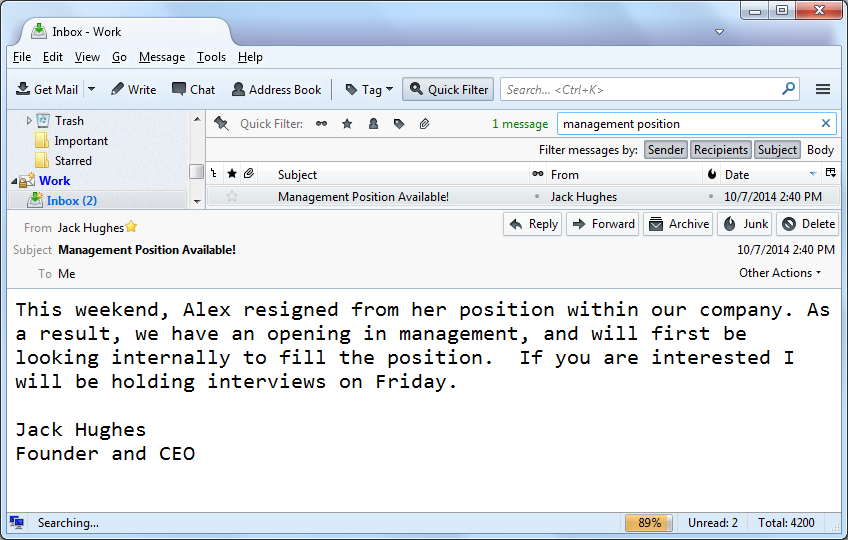 Inbox - Work
File Edit View Go Message Tools Help
Get Mail Write Chat Address Book Tag Quick Filter Search... <Ctrl+K>
Trash
Important
Starred
Work
Inbox (2)
Quick Filter: 1 message management position
Filter messages by: Sender Recipients Subject Body
Subject From Date
Management Position Available! Jack Hughes 10/7/2014 2:40 PM
From Jack Hughes Reply Forward Archive Junk Delete
Subject Management Position Available! 10/7/2014 2:40 PM
To Me Other Actions
This weekend, Alex resigned from her position within our company. As
a result, we have an opening in management, and will first be
looking internally to fill the position.  If you are interested I
will be holding interviews on Friday.
Jack Hughes
Founder and CEO
Searching... 89% Unread: 2 Total: 4200